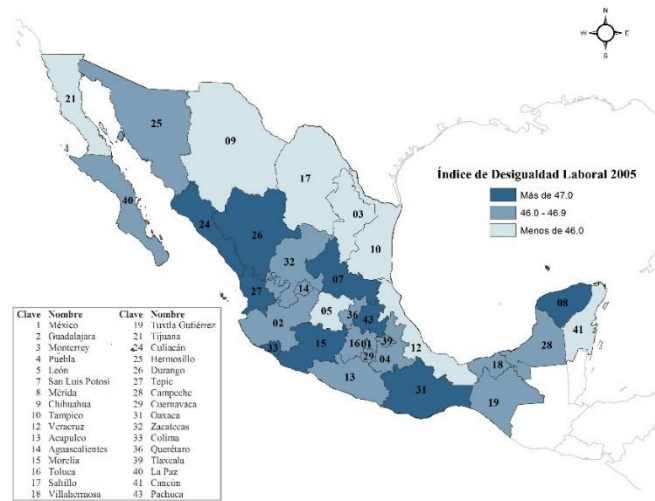 N
W E
S
21
25
09
17
40
03
24
26
10
32
07
27
14
08
05
36
43
02
41
16 01 39
28
33
15
29 04
12
18
13
31
19
Índice de Desigualdad Laboral 2005
Más de 47.0
46.0 - 46.9
Menos de 46.0
Clave Nombre Clave Nombre
1 México 19 Tuxtla Gutiérrez
2 Guadalajara 21 Tijuana
3 Monterrey 24 Culiacán
4 Puebla 25 Hermosillo
5 León 26 Durango
7 San Luis Potosí 27 Tepic
8 Mérida 28 Campeche
9 Chihuahua 29 Cuernavaca
10 Tampico 31 Oaxaca
12 Veracruz 32 Zacatecas
13 Acapulco 33 Colima
14 Aguascalientes 36 Querétaro
15 Morelia 39 Tlaxcala
16 Toluca 40 La Paz
17 Saltillo 41 Cancún
18 Villahermosa 43 Pachuca